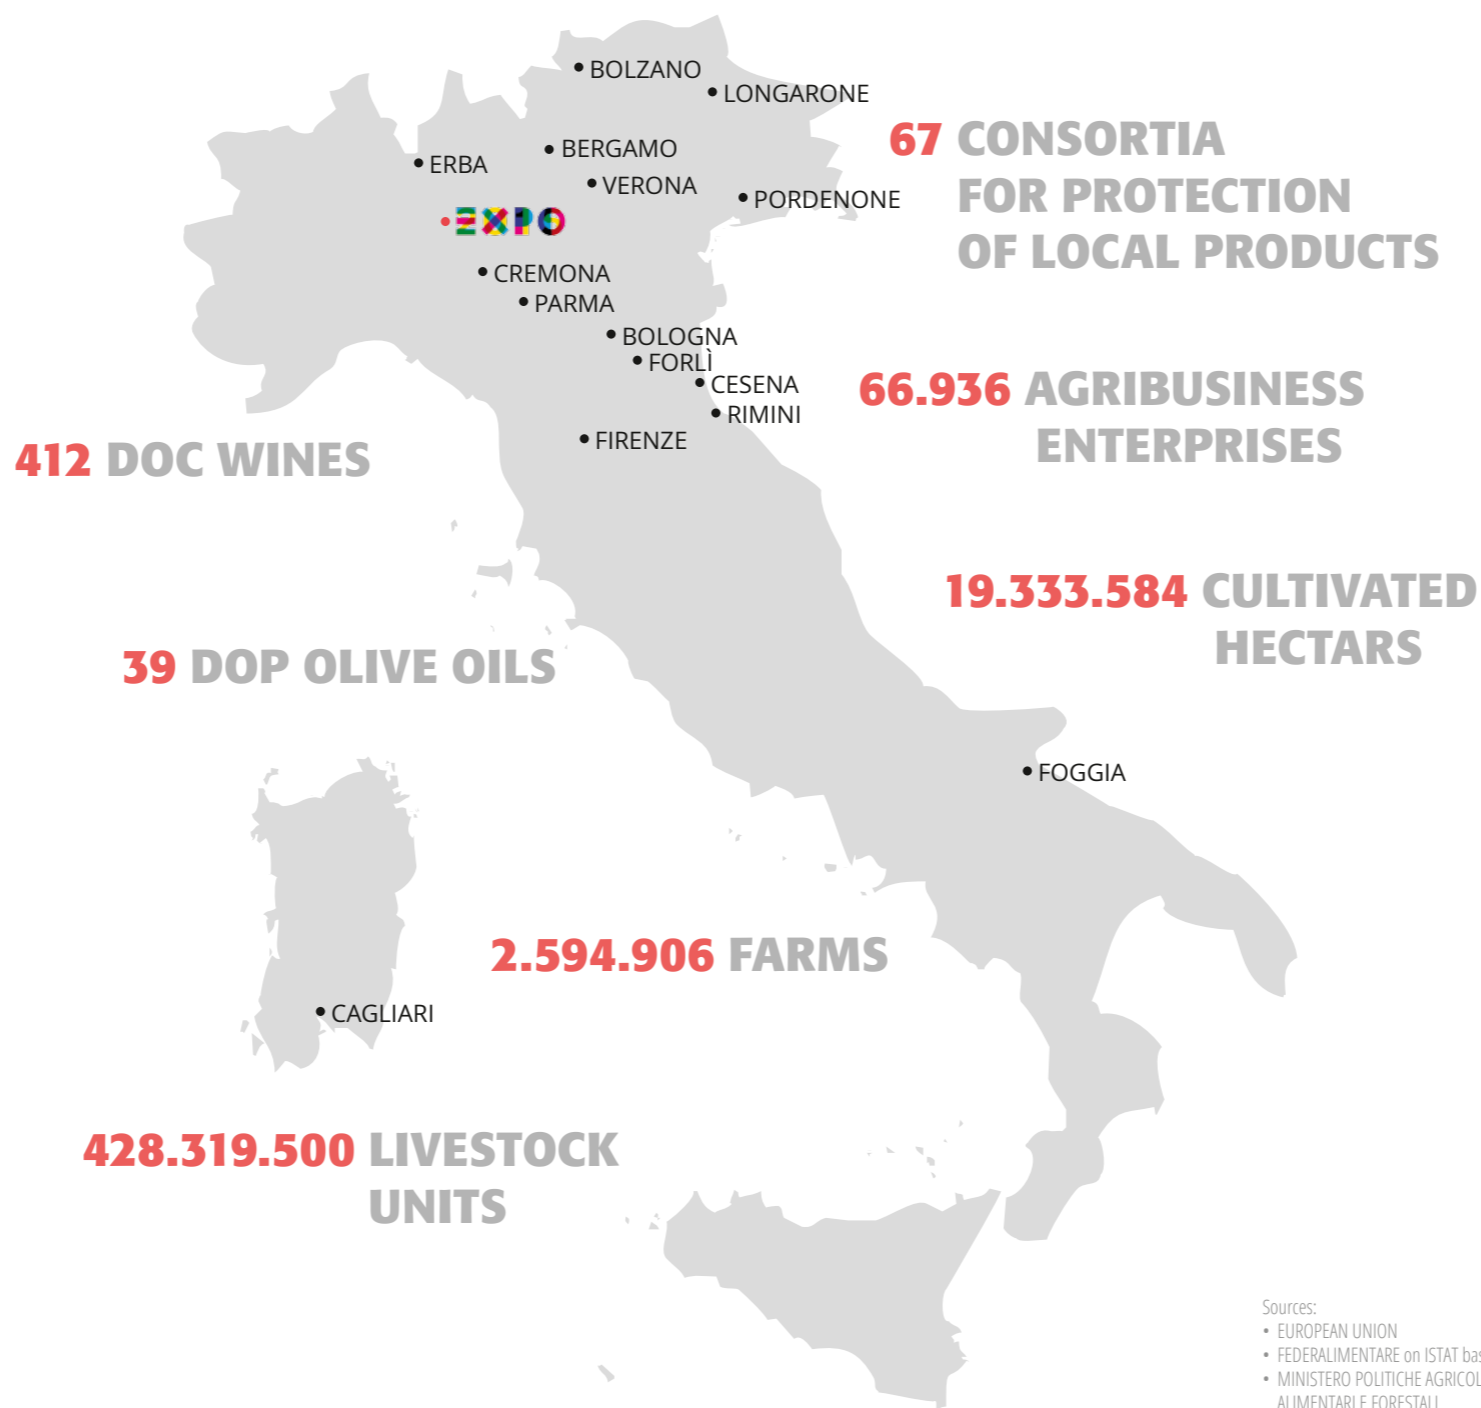 BOLZANO
LONGARONE
BERGAMO
ERBA
VERONA
PORDENONE
EXPO
CREMONA
PARMA
BOLOGNA
FORLÌ
CESENA
RIMINI
FIRENZE
67 CONSORTIA
FOR PROTECTION
OF LOCAL PRODUCTS
66.936 AGRIBUSINESS
ENTERPRISES
412 DOC WINES
19.333.584 CULTIVATED
HECTARS
39 DOP OLIVE OILS
FOGGIA
2.594.906 FARMS
CAGLIARI
428.319.500 LIVESTOCK
UNITS
Sources:
• EUROPEAN UNION
• FEDERALIMENTARE on ISTAT
• MINISTERO POLITICHE
ALIMENTARI E FORESTALI